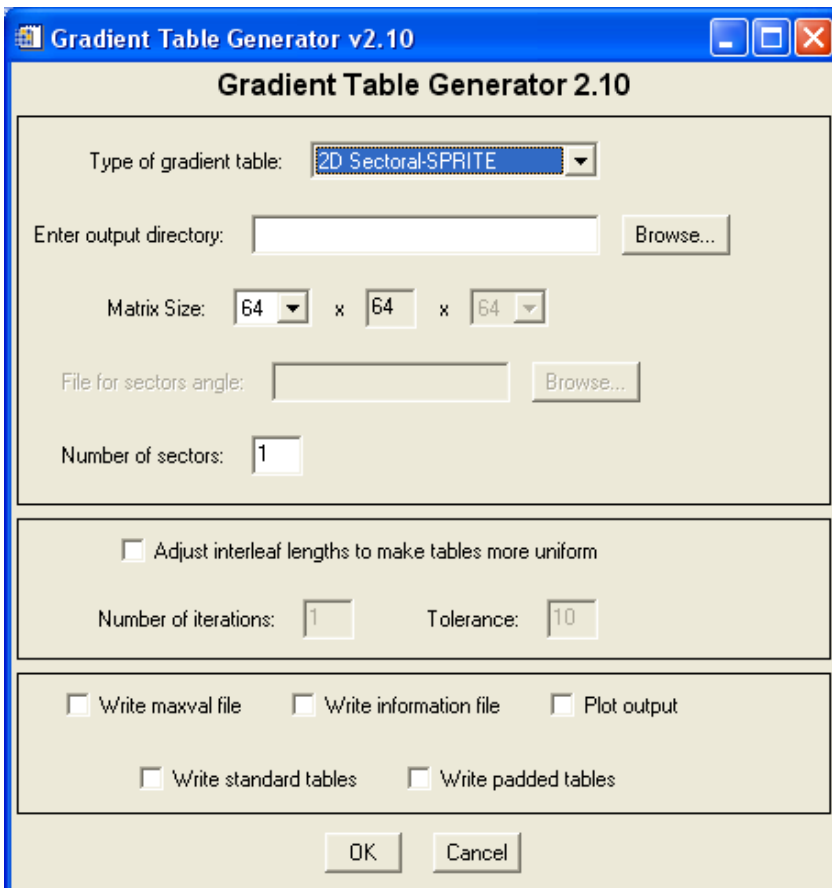 Gradient Table Generator v2.10
Gradient Table Generator 2.10
Type of gradient table: 2D Sectoral-SPRITE
Enter output directory: Browse...
Matrix Size: 64 x 64 x 64
File for sectors angle: Browse...
Number of sectors: 1
Adjust interleaf lengths to make tables more uniform
Number of iterations: 1 Tolerance: 10
Write maxval file Write information file Plot output
Write standard tables Write padded tables
OK Cancel